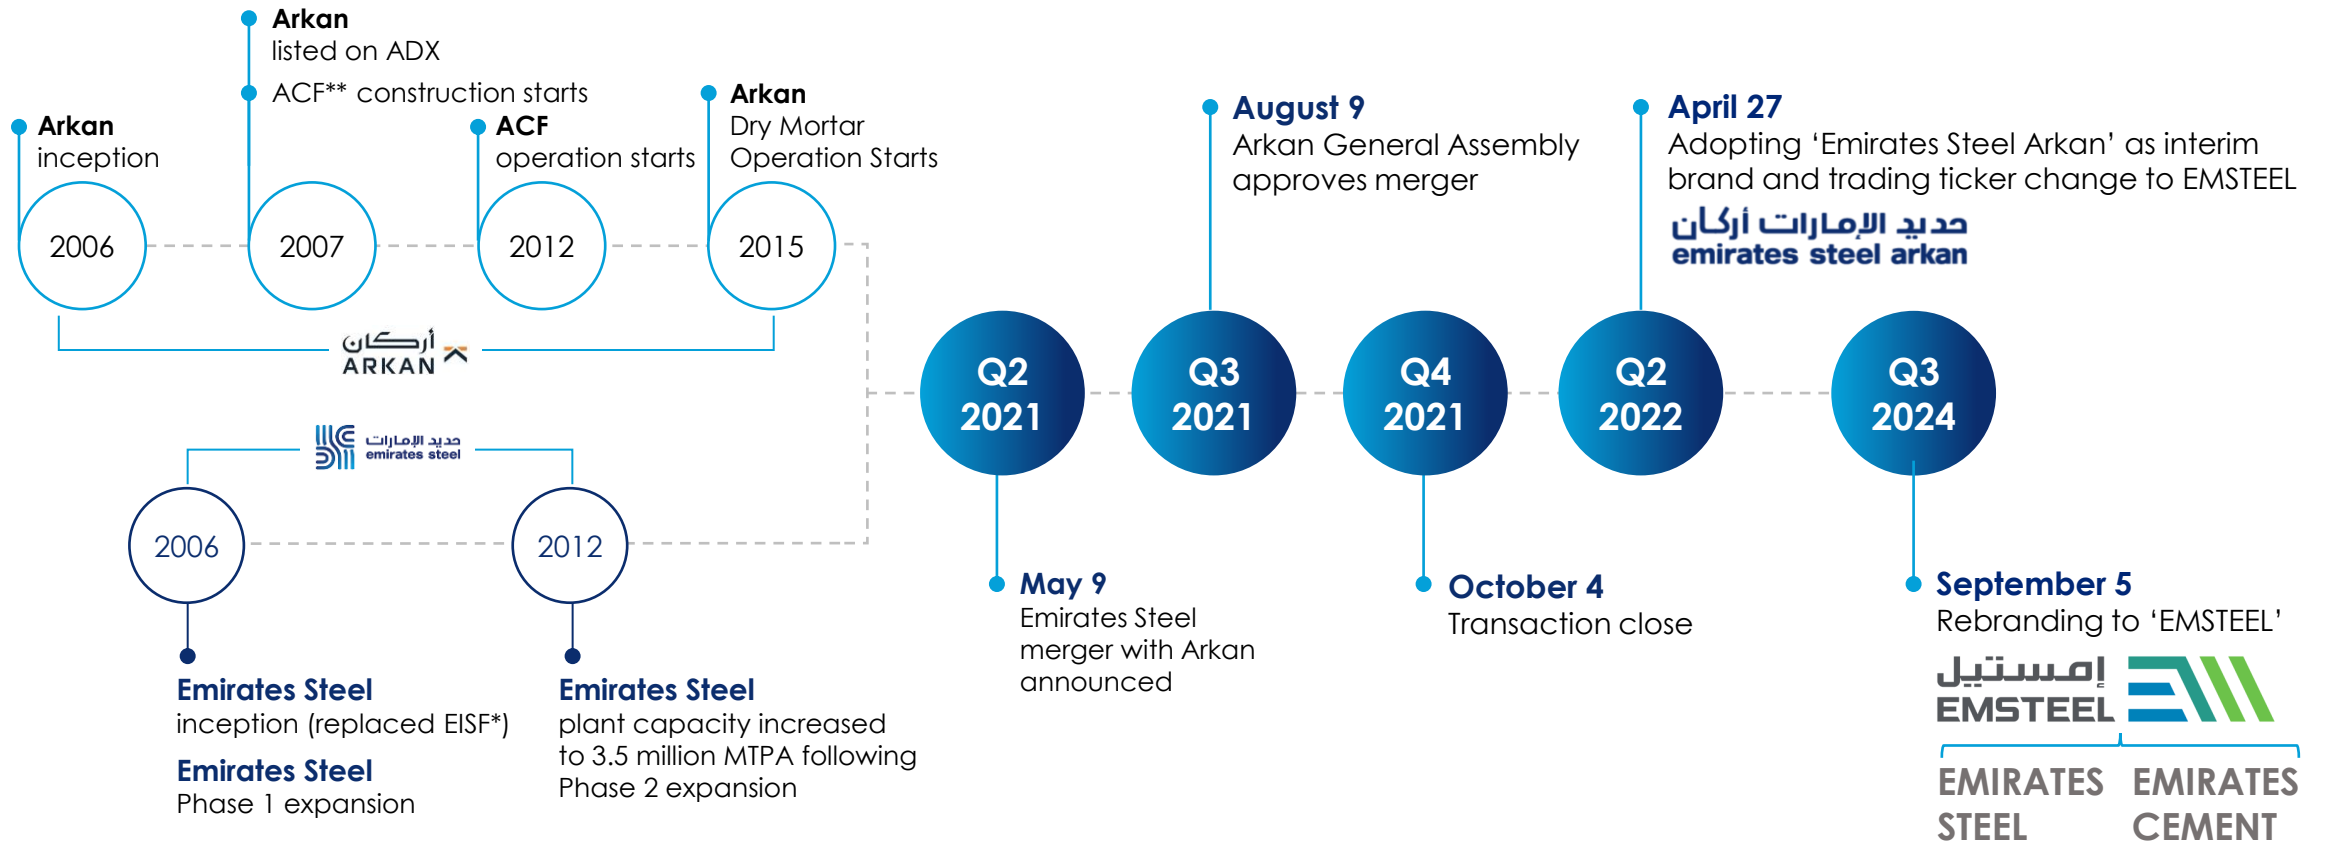 Arkan
listed on ADX
ACF** construction starts
Arkan
inception
ACF
operation starts
Arkan
Dry Mortar
Operation Starts
2006
2007
2012
2015
أركان
ARKAN
حديد الإمارات
emirates steel
2006
2012
Emirates Steel
inception (replaced EISF*)
Emirates Steel
Phase 1 expansion
Emirates Steel
plant capacity increased
to 3.5 million MTPA following
Phase 2 expansion
Q2
2021
May 9
Emirates Steel
merger with Arkan
announced
August 9
Arkan General Assembly
approves merger
Q3
2021
Q4
2021
October 4
Transaction close
April 27
Adopting ‘Emirates Steel Arkan’ as interim
brand and trading ticker change to EMSTEEL
حديد الإمارات أركان
emirates steel arkan
Q2
2022
Q3
2024
September 5
Rebranding to ‘EMSTEEL’
إمستيل
EMSTEEL
EMIRATES
STEEL
EMIRATES
CEMENT